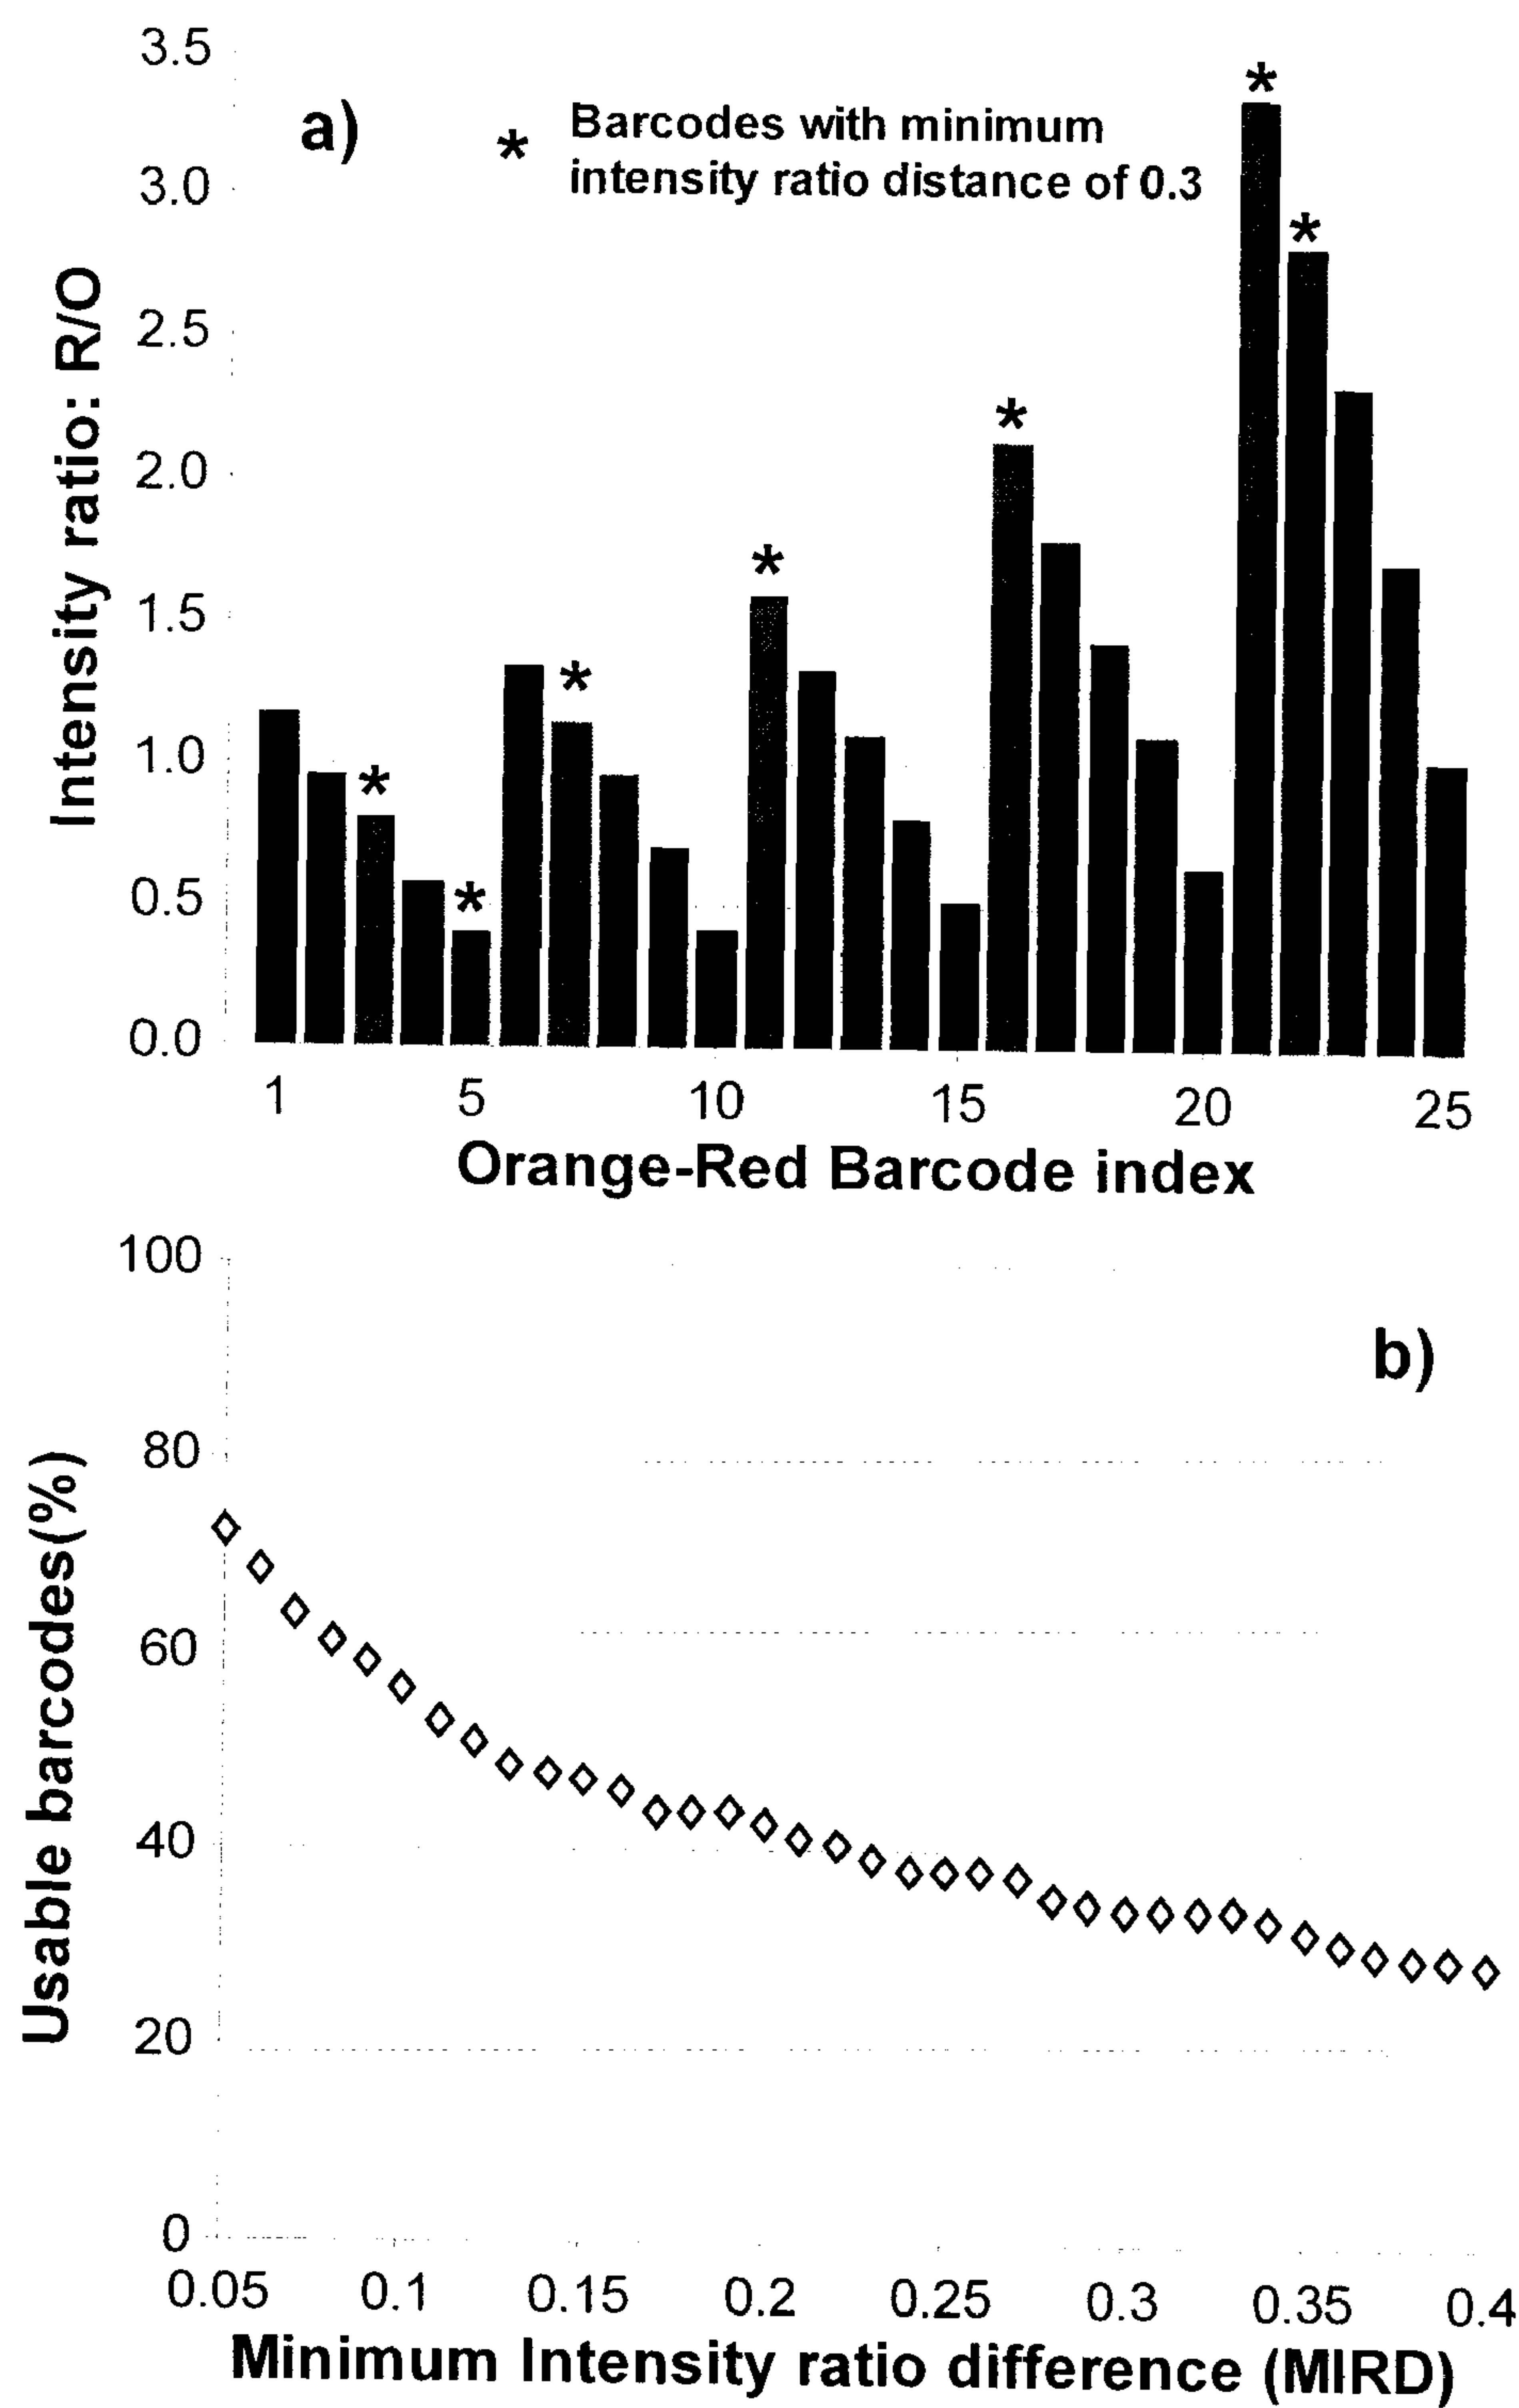 3.5
a)
* Barcodes with minimum
intensity ratio distance of 0.3
3.0
2.5
2.0
1.5
1.0
0.5
0.0
Intensity ratio: R/O
* * * * * * *
1 5 10 15 20 25
Orange-Red Barcode index
100
b)
80
60
40
20
0
Usable barcodes(%)
0.05 0.1 0.15 0.2 0.25 0.3 0.35 0.4
Minimum Intensity ratio difference (MIRD)